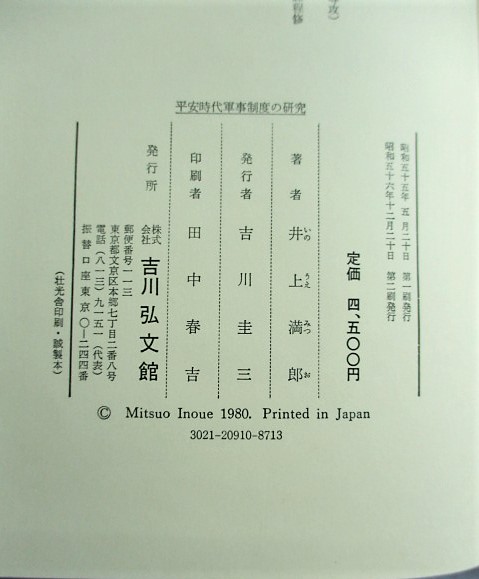 平安時代軍事制度の研究
昭和五十五年五月二十日 第一刷発行
昭和五十六年十二月二十日 第二刷発行
定価 四、五〇〇円
著者 井上満郎
いの うえ みつ お
発行者 吉川圭三
印刷者 田中春吉
発行所 株式会社 吉川弘文館
郵便番号一一三
東京都文京区本郷七丁目二番八号
電話(八一三)九一五一(代表)
振替口座東京〇―二四四番
(壮光舎印刷・誠製本)
© Mitsuo Inoue 1980. Printed in Japan
3021-20910-8713